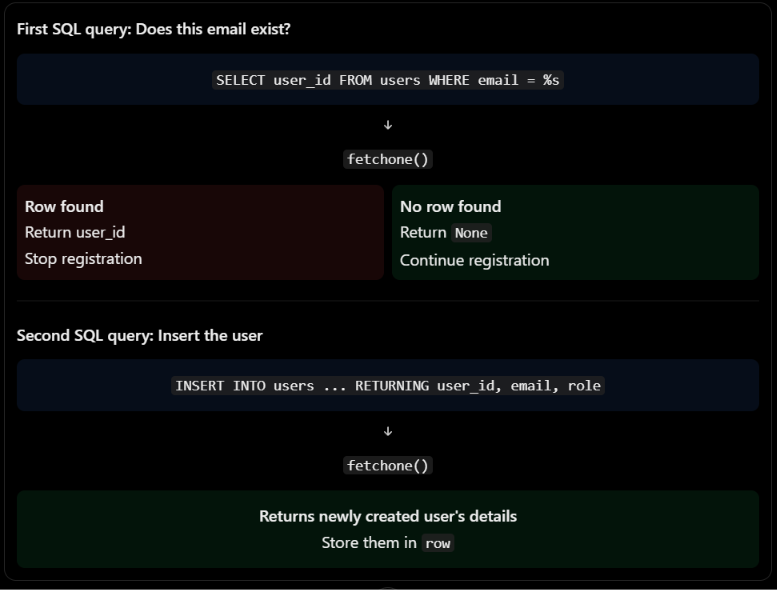 First SQL query: Does this email exist?
SELECT user_id FROM users WHERE email = %s
↓
fetchone()
Row found
Return user_id
Stop registration
No row found
Return None
Continue registration
Second SQL query: Insert the user
INSERT INTO users ... RETURNING user_id, email, role
↓
fetchone()
Returns newly created user's details
Store them in row